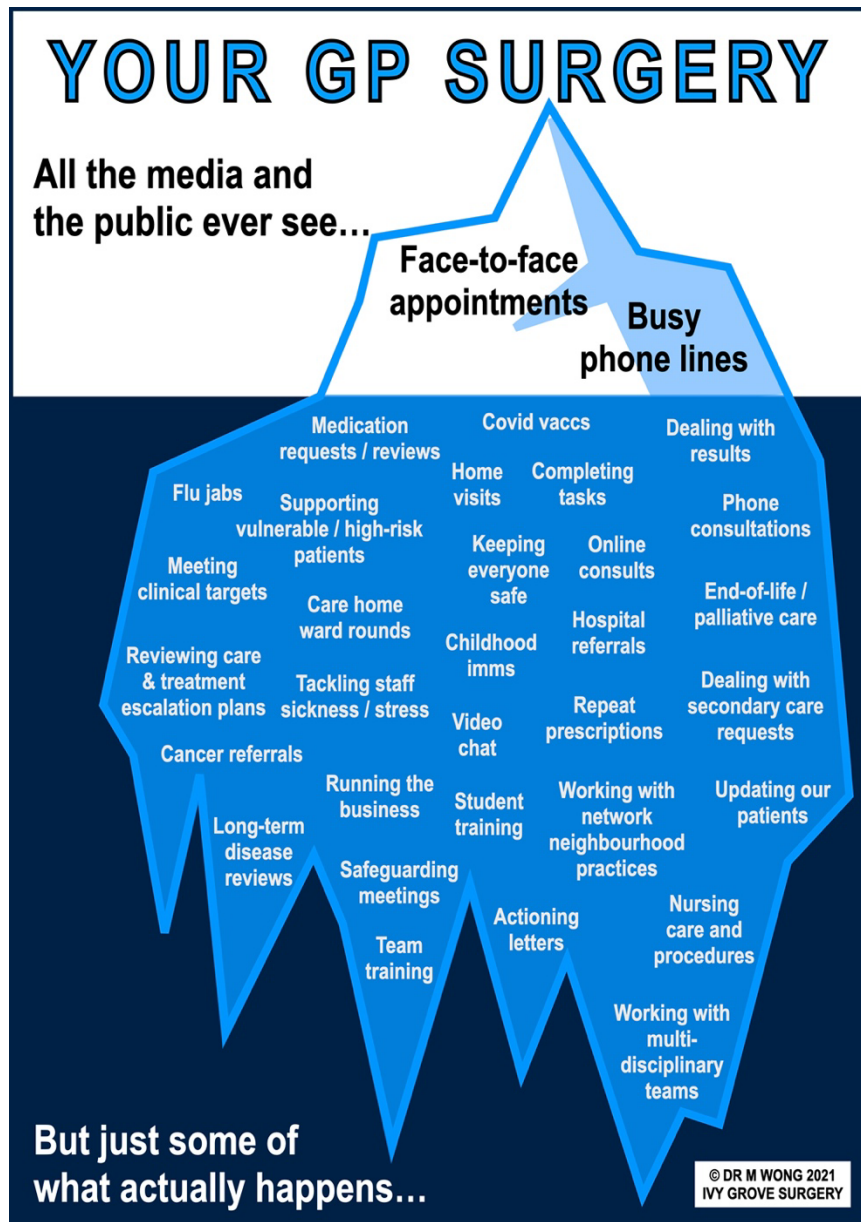 YOUR GP SURGERY
All the media and
the public ever see…
Face-to-face
appointments
Busy
phone lines
Medication
requests / reviews
Covid vaccs
Dealing with
results
Flu jabs
Home
visits
Completing
tasks
Supporting
vulnerable / high-risk
patients
Phone
consultations
Keeping
everyone
safe
Online
consults
Meeting
clinical targets
End-of-life /
palliative care
Care home
ward rounds
Hospital
referrals
Childhood
imms
Reviewing care
& treatment
escalation plans
Tackling staff
sickness / stress
Dealing with
secondary care
requests
Repeat
prescriptions
Video
chat
Cancer referrals
Running the
business
Student
training
Working with
network
neighbourhood
practices
Updating our
patients
Long-term
disease
reviews
Safeguarding
meetings
Actioning
letters
Nursing
care and
procedures
Team
training
Working with
multi-
disciplinary
teams
But just some of
what actually happens…
© DR M WONG 2021
IVY GROVE SURGERY